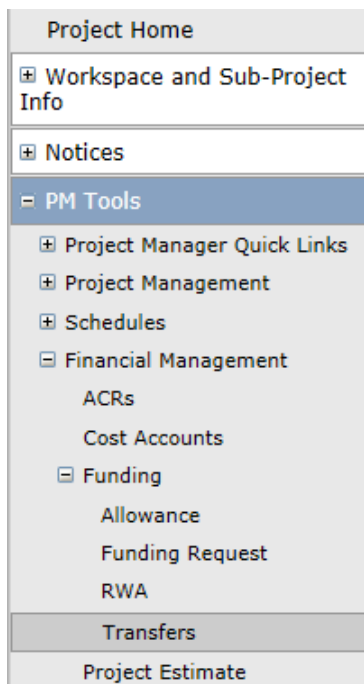 Project Home
Workspace and Sub-Project
Info
Notices
PM Tools
Project Manager Quick Links
Project Management
Schedules
Financial Management
ACRs
Cost Accounts
Funding
Allowance
Funding Request
RWA
Transfers
Project Estimate